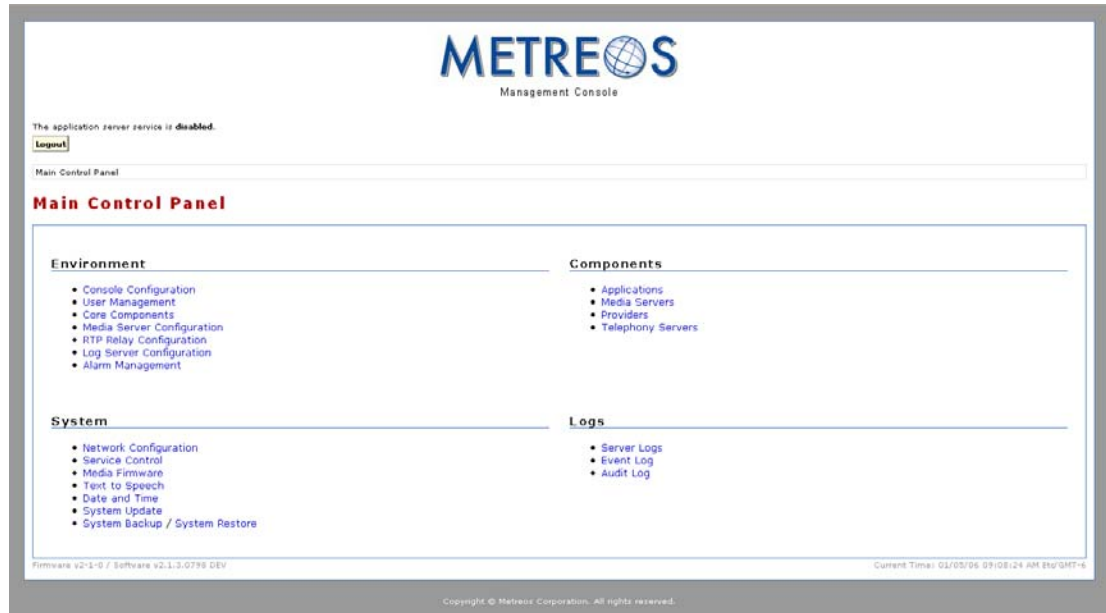 METREOS
Management Console
The application server service is disabled.
Logout
Main Control Panel
Main Control Panel
Environment
Console Configuration
User Management
Core Components
Media Server Configuration
RTP Relay Configuration
Log Server Configuration
Alarm Management
Components
Applications
Media Servers
Providers
Telephony Servers
System
Network Configuration
Service Control
Media Firmware
Text to Speech
Date and Time
System Update
System Backup / System Restore
Logs
Server Logs
Event Log
Audit Log
Firmware v2-1-0 / Software v2.1.3.0798 DEV
Current Time: 01/05/06 09:08:24 AM Etc/GMT-6
Copyright © Metreos Corporation. All rights reserved.